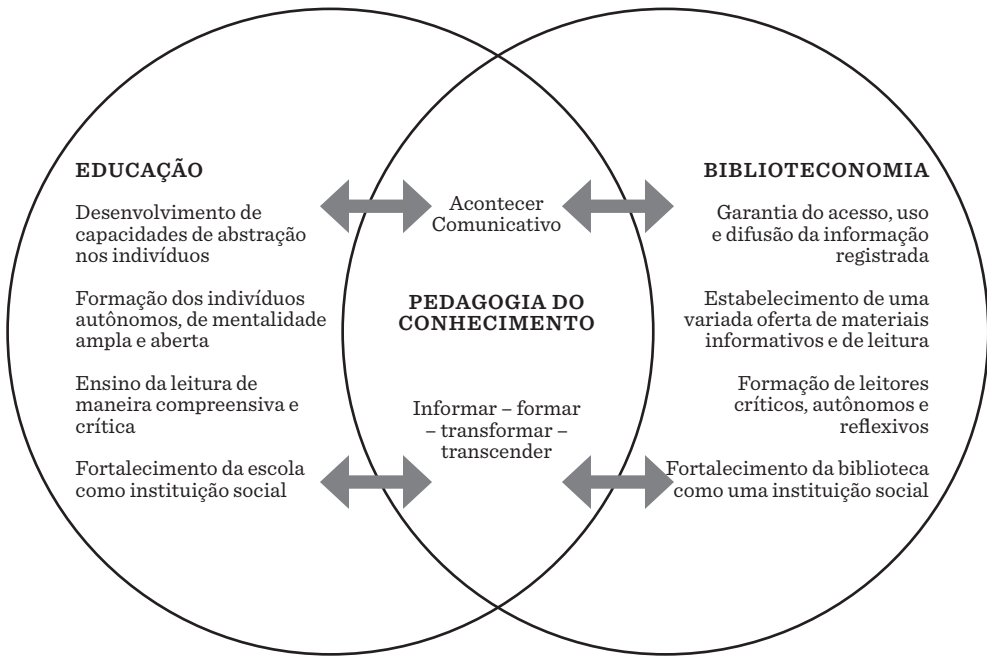 EDUCAÇÃO
Desenvolvimento de
capacidades de abstração
nos indivíduos
Formação dos indivíduos
autônomos, de mentalidade
ampla e aberta
Ensino da leitura de
maneira compreensiva e
crítica
Fortalecimento da escola
como instituição social
Acontecer
Comunicativo
PEDAGOGIA DO
CONHECIMENTO
Informar – formar
– transformar –
transcender
BIBLIOTECONOMIA
Garantia do acesso, uso
e difusão da informação
registrada
Estabelecimento de uma
variada oferta de materiais
informativos e de leitura
Formação de leitores
críticos, autônomos e
reflexivos
Fortalecimento da biblioteca
como uma instituição social